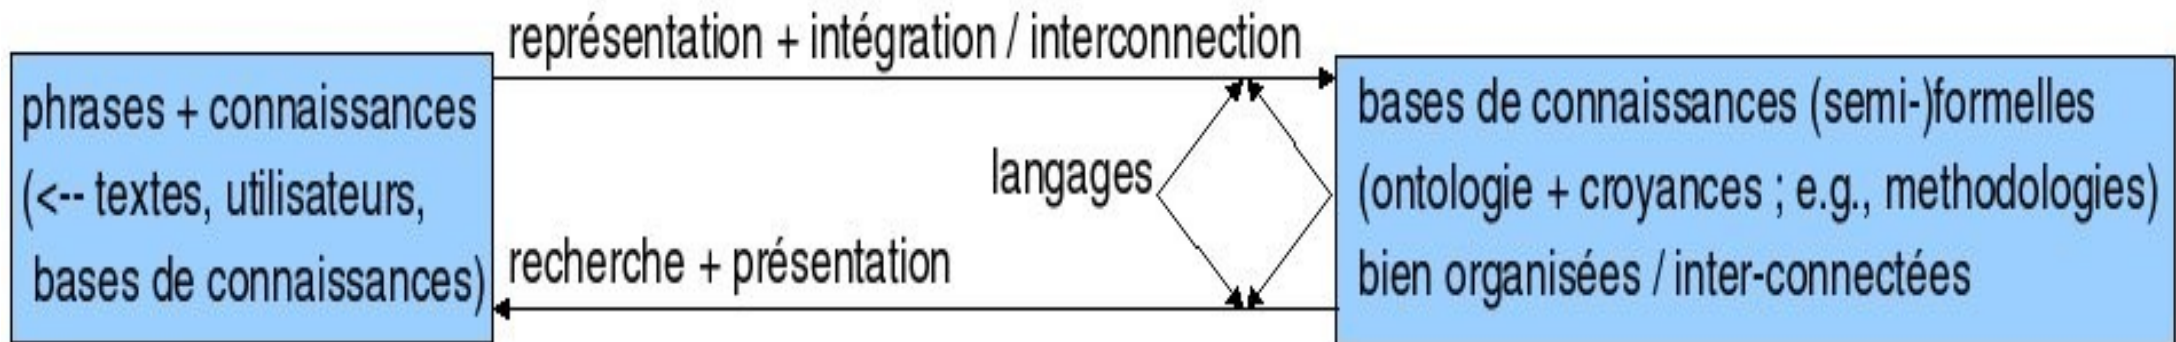 représentation + intégration / interconnection
phrases + connaissances
(<-- textes, utilisateurs,
bases de connaissances)
langages
recherche + présentation
bases de connaissances (semi-)formelles
(ontologie + croyances ; e.g., methodologies)
bien organisées / inter-connectées